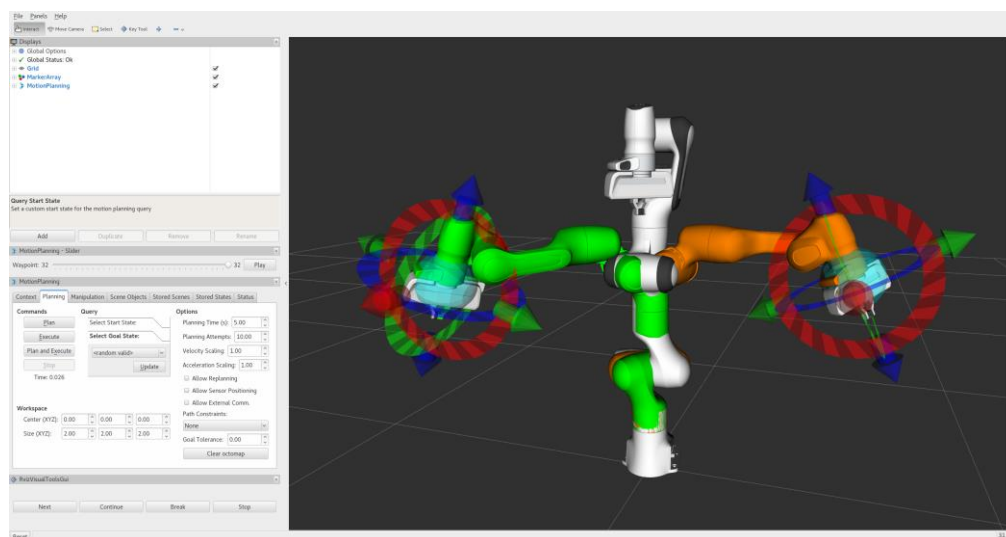 File Panels Help
Interact Move Camera Select Key Tool
Displays
Global Options
Global Status: Ok
Grid
MarkerArray
MotionPlanning
Query Start State
Set a custom start state for the motion planning query
Add Duplicate Remove Rename
MotionPlanning - Slider
Waypoint: 32 32 Play
MotionPlanning
Context Planning Manipulation Scene Objects Stored Scenes Stored States Status
Commands Query Options
Plan Select Start State: Planning Time (s): 5.00
Execute Select Goal State: Planning Attempts: 10.00
Plan and Execute <random valid> Velocity Scaling: 1.00
Stop Update Acceleration Scaling: 1.00
Time: 0.026 Allow Replanning
Allow Sensor Positioning
Allow External Comm.
Workspace Path Constraints:
Center (XYZ): 0.00 0.00 0.00 None
Size (XYZ): 2.00 2.00 2.00 Goal Tolerance: 0.00
Clear octomap
RvizVisualToolsGui
Next Continue Break Stop
Reset